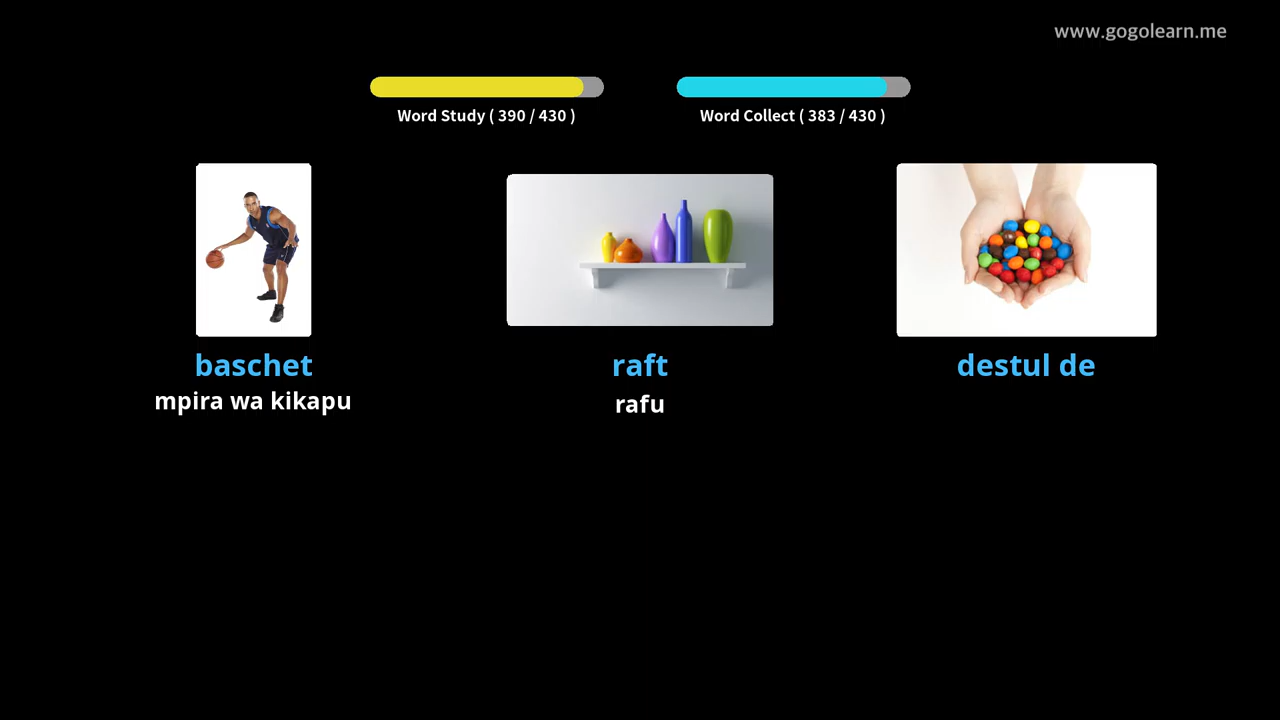 www.gogolearn.me
Word Study ( 390 / 430 )
Word Collect ( 383 / 430 )
baschet
mpira wa kikapu
raft
rafu
destul de